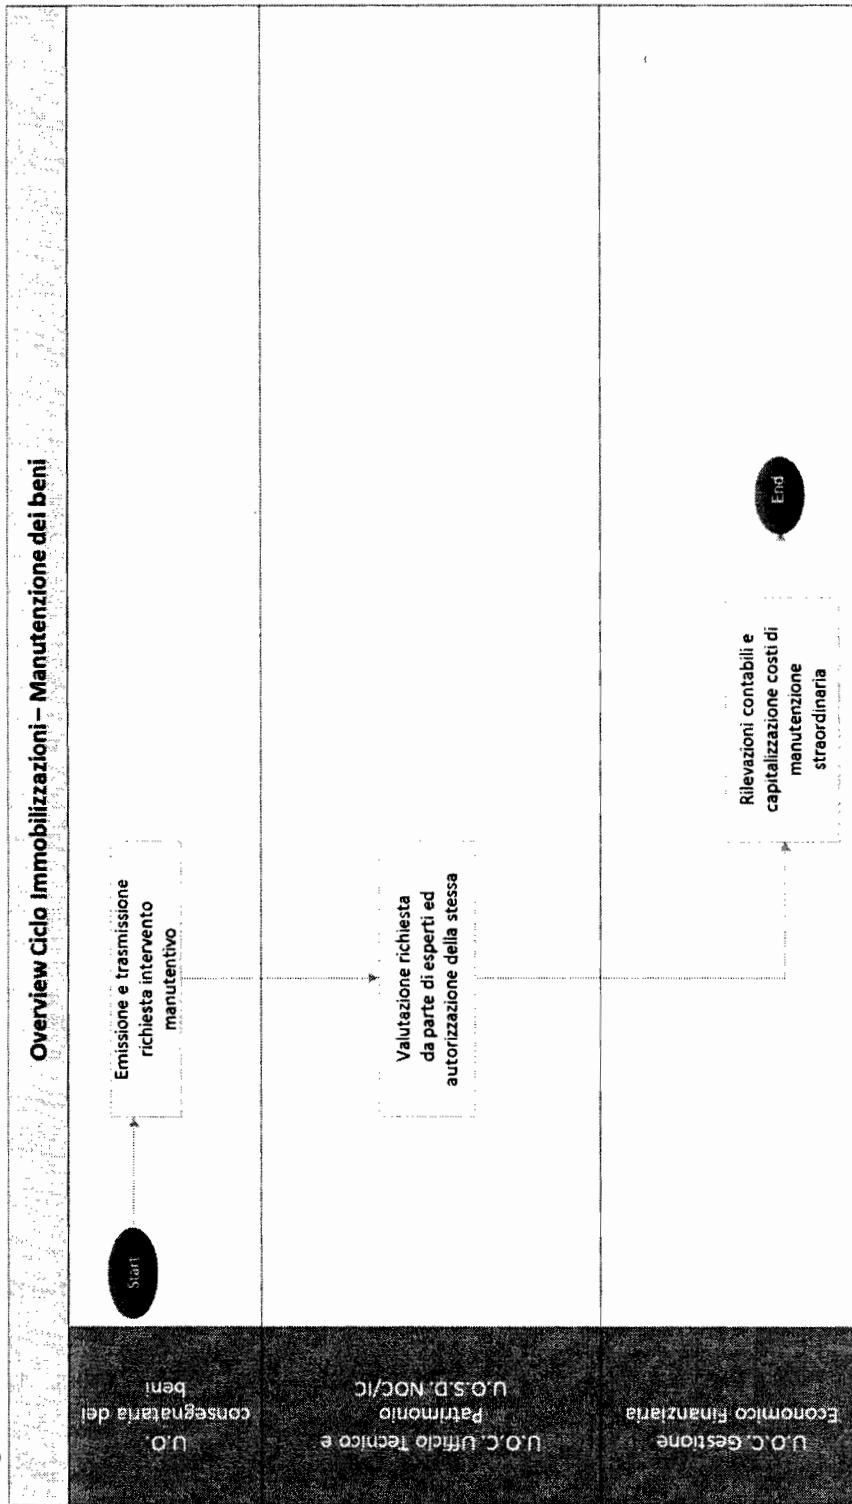 Overview Ciclo Immobilizzazioni – Manutenzione dei beni
U.O.
consegnataria dei
beni
Start
Emissione e trasmissione
richiesta intervento
manutentivo
U.O.C. Ufficio Tecnico e
Patrimonio
U.O.S.D. NOC/IC
Valutazione richiesta
da parte di esperti ed
autorizzazione della stessa
U.O.C. Gestione
Economico Finanziaria
Rilevazioni contabili e
capitalizzazione costi di
manutenzione
straordinaria
End